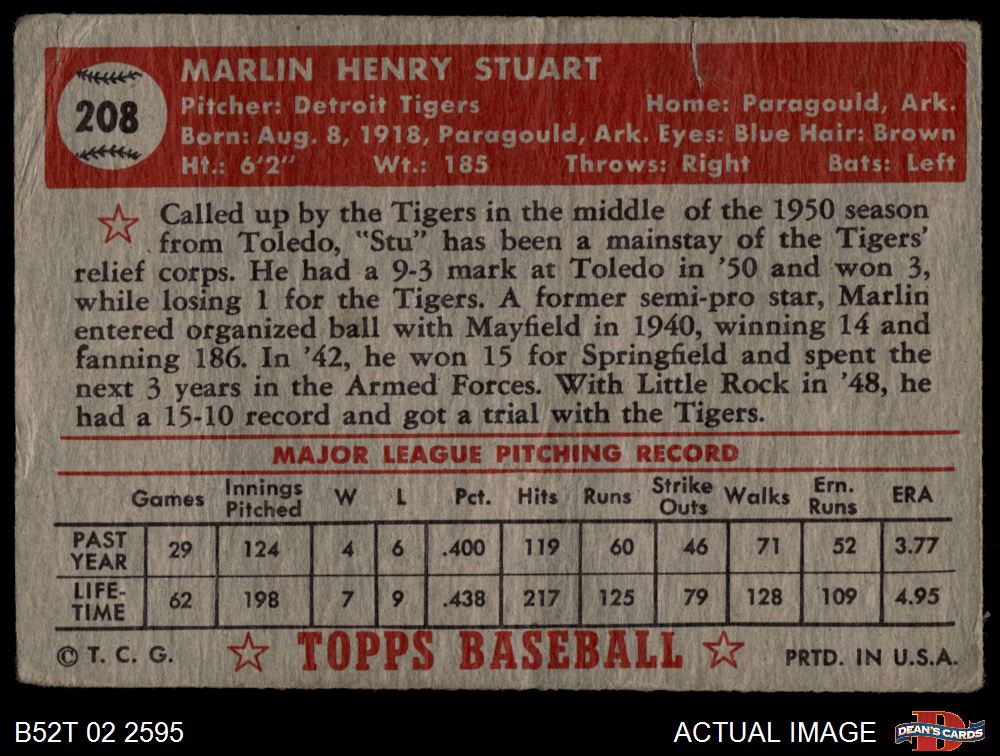 208
MARLIN HENRY STUART
Pitcher: Detroit Tigers Home: Paragould, Ark.
Born: Aug. 8, 1918, Paragould, Ark. Eyes: Blue Hair: Brown
Ht.: 6'2" Wt.: 185 Throws: Right Bats: Left
Called up by the Tigers in the middle of the 1950 season
from Toledo, "Stu" has been a mainstay of the Tigers'
relief corps. He had a 9-3 mark at Toledo in '50 and won 3,
while losing 1 for the Tigers. A former semi-pro star, Marlin
entered organized ball with Mayfield in 1940, winning 14 and
fanning 186. In '42, he won 15 for Springfield and spent the
next 3 years in the Armed Forces. With Little Rock in '48, he
had a 15-10 record and got a trial with the Tigers.
MAJOR LEAGUE PITCHING RECORD
Games Innings Pitched W L Pct. Hits Runs Strike Outs Walks Ern. Runs ERA
PAST YEAR 29 124 4 6 .400 119 60 46 71 52 3.77
LIFE-TIME 62 198 7 9 .438 217 125 79 128 109 4.95
© T. C. G. TOPPS BASEBALL PRTD. IN U.S.A.
B52T 02 2595 ACTUAL IMAGE DEAN'S CARDS